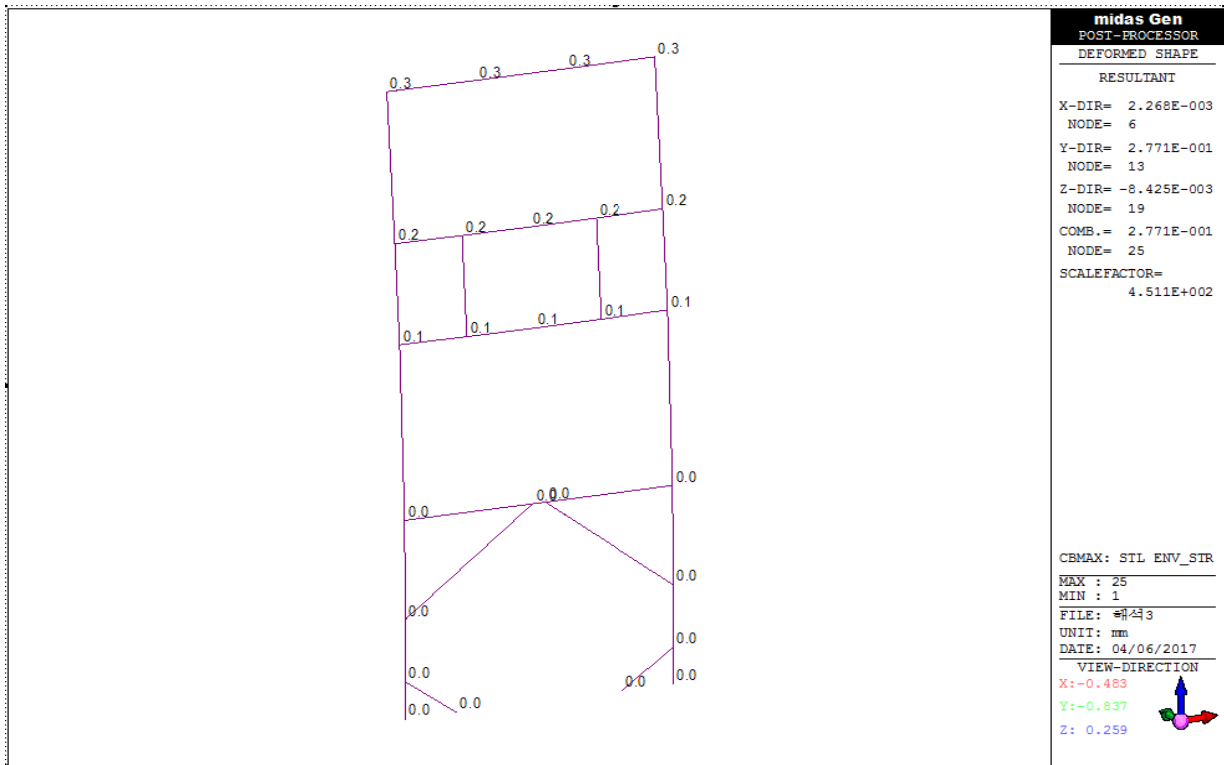 0.3
0.3
0.3
0.3
0.2
0.2
0.2
0.2
0.2
0.1
0.1
0.1
0.1
0.1
0.0
0.0 0.0
0.0
0.0
0.0
0.0
0.0
0.0
0.0
0.0
0.0
0.0
midas Gen
POST-PROCESSOR
DEFORMED SHAPE
RESULTANT
X-DIR= 2.268E-003
NODE= 6
Y-DIR= 2.771E-001
NODE= 13
Z-DIR= -8.425E-003
NODE= 19
COMB.= 2.771E-001
NODE= 25
SCALEFACTOR=
4.511E+002
CBMAX: STL ENV_STR
MAX : 25
MIN : 1
FILE: 해석3
UNIT: mm
DATE: 04/06/2017
VIEW-DIRECTION
X:-0.483
Y:-0.837
Z: 0.259